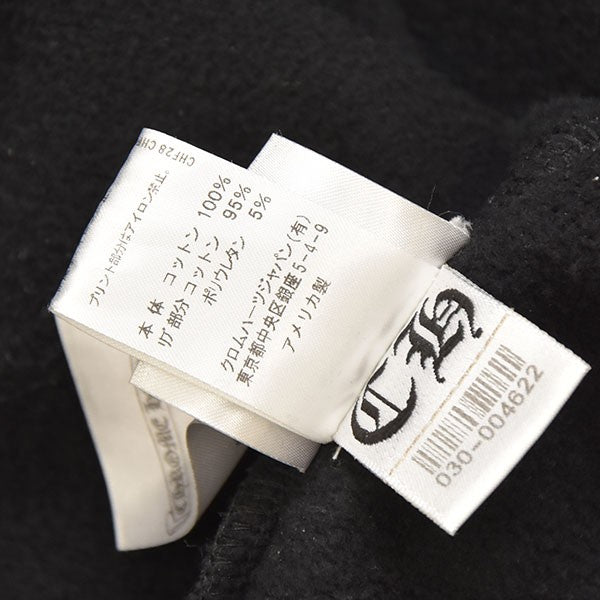 CHF28 CHF
プリント部分はアイロン禁止。
本体 コットン 100%
リブ部分 コットン 95%
ポリウレタン 5%
クロムハーツジャパン(有)
東京都中央区銀座5-4-9
アメリカ製
CH
030-004622